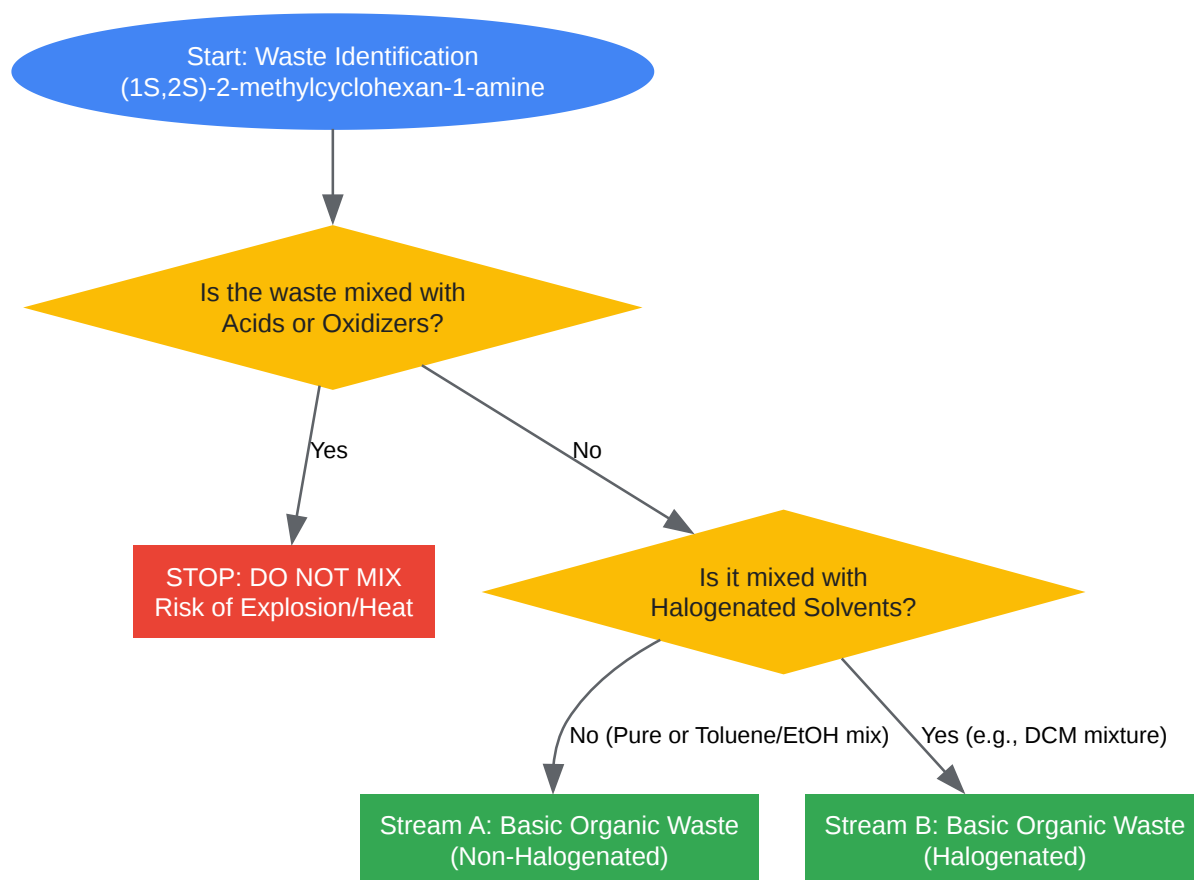 Start: Waste Identification
(1S,2S)-2-methylcyclohexan-1-amine
Is the waste mixed with
Acids or Oxidizers?
Yes
No
STOP: DO NOT MIX
Risk of Explosion/Heat
Is it mixed with
Halogenated Solvents?
No (Pure or Toluene/EtOH mix)
Yes (e.g., DCM mixture)
Stream A: Basic Organic Waste
(Non-Halogenated)
Stream B: Basic Organic Waste
(Halogenated)